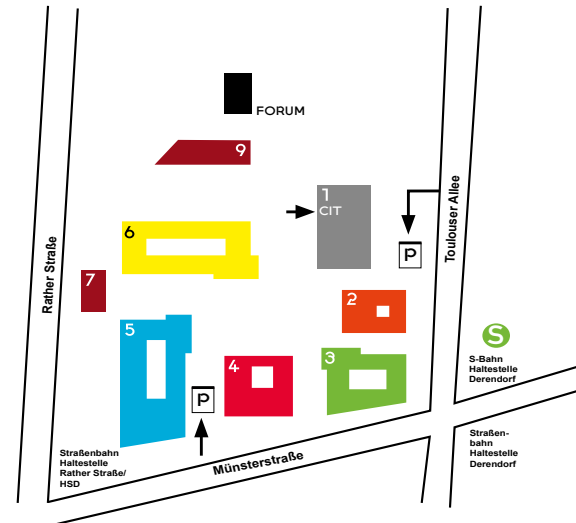 FORUM
9
1
CIT
6
P
7
2
5
3
4
P
Rather Straße
Toulouser Allee
S
S-Bahn
Haltestelle
Derendorf
Straßen-
bahn
Haltestelle
Derendorf
Straßenbahn
Haltestelle
Rather Straße/
HSD
Münsterstraße